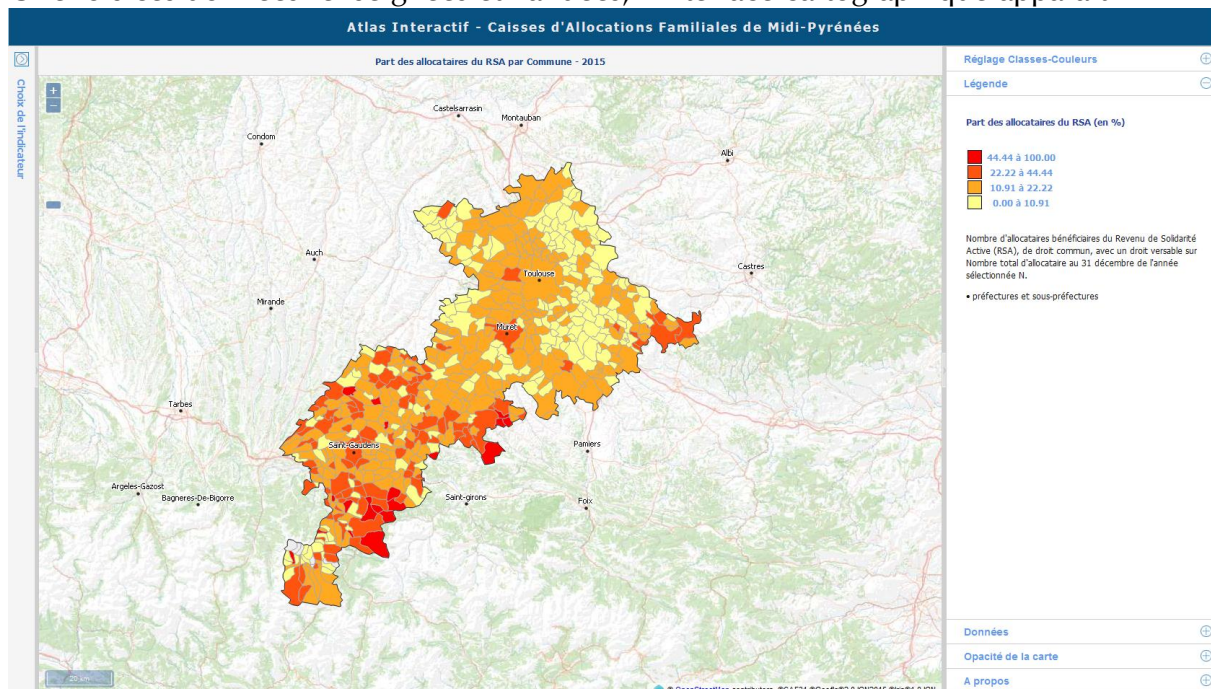 Atlas Interactif - Caisses d'Allocations Familiales de Midi-Pyrénées
Choix de l'indicateur
Part des allocataires du RSA par Commune - 2015
+
−
Castelsarrasin
Montauban
Condom
Albi
Auch
Castres
Toulouse
Mirande
Muret
Tarbes
Saint-Gaudens
Pamiers
Argeles-Gazost
Bagneres-De-Bigorre
Saint-girons
Foix
20 km
Réglage Classes-Couleurs
Légende
Part des allocataires du RSA (en %)
44.44 à 100.00
22.22 à 44.44
10.91 à 22.22
0.00 à 10.91
Nombre d'allocataires bénéficiaires du Revenu de Solidarité
Active (RSA), de droit commun, avec un droit versable sur
Nombre total d'allocataire au 31 décembre de l'année
sélectionnée N.
• préfectures et sous-préfectures
Données
Opacité de la carte
A propos